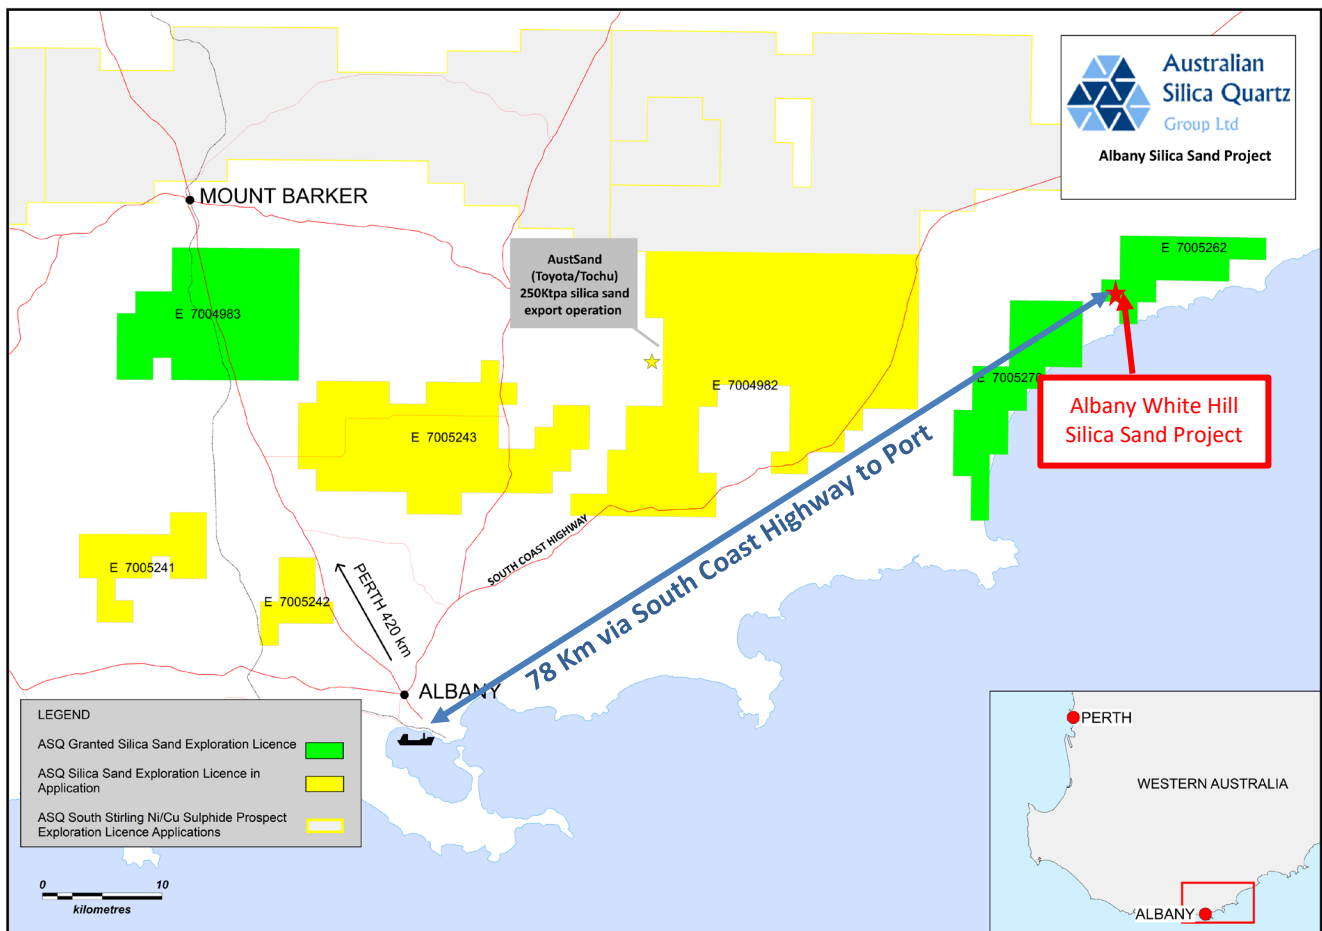 Australian
Silica Quartz
Group Ltd
Albany Silica Sand Project
MOUNT BARKER
E 7005262
AustSand
(Toyota/Tochu)
250Ktpa silica sand
export operation
E 7004983
E 7005270
E 7004982
Albany White Hill
Silica Sand Project
E 7005243
78 Km via South Coast Highway to Port
SOUTH COAST HIGHWAY
E 7005241
E 7005242
PERTH 420 km
ALBANY
LEGEND
ASQ Granted Silica Sand Exploration Licence
ASQ Silica Sand Exploration Licence in
Application
ASQ South Stirling Ni/Cu Sulphide Prospect
Exploration Licence Applications
0 10
kilometres
PERTH
WESTERN AUSTRALIA
ALBANY